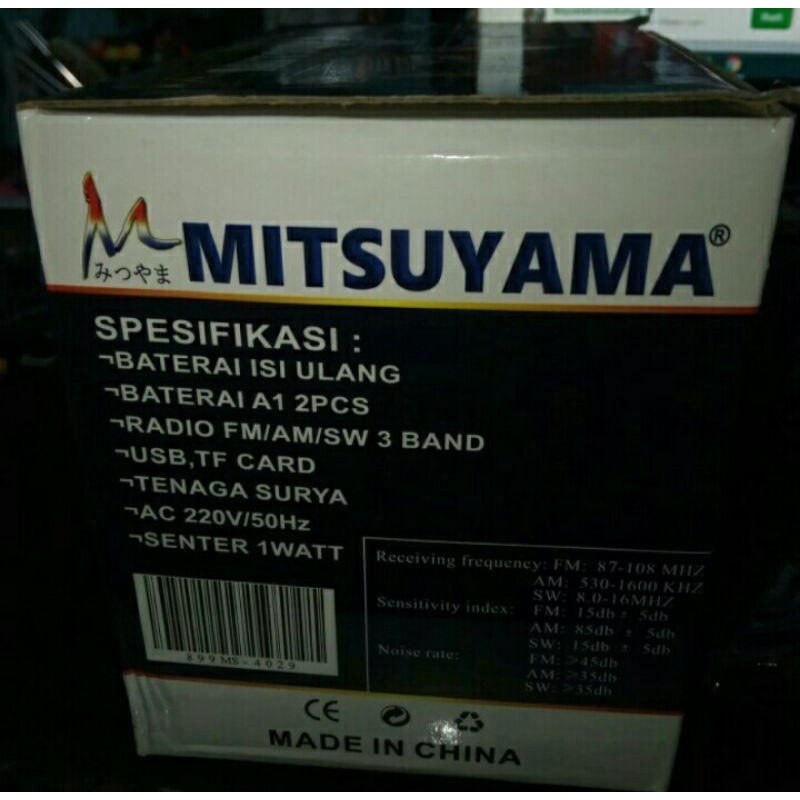 みつやま
MITSUYAMA®
SPESIFIKASI :
¬BATERAI ISI ULANG
¬BATERAI A1 2PCS
¬RADIO FM/AM/SW 3 BAND
¬USB,TF CARD
¬TENAGA SURYA
¬AC 220V/50Hz
¬SENTER 1WATT
Receiving frequency: FM: 87-108 MHZ
AM: 530-1600 KHZ
SW: 8.0-16MHZ
Sensitivity index: FM: 15db ± 5db
AM: 85db ± 5db
SW: 15db ± 5db
Noise rate: FM: ≥45db
AM: ≥35db
SW: ≥35db
899MS-4029
CE
MADE IN CHINA